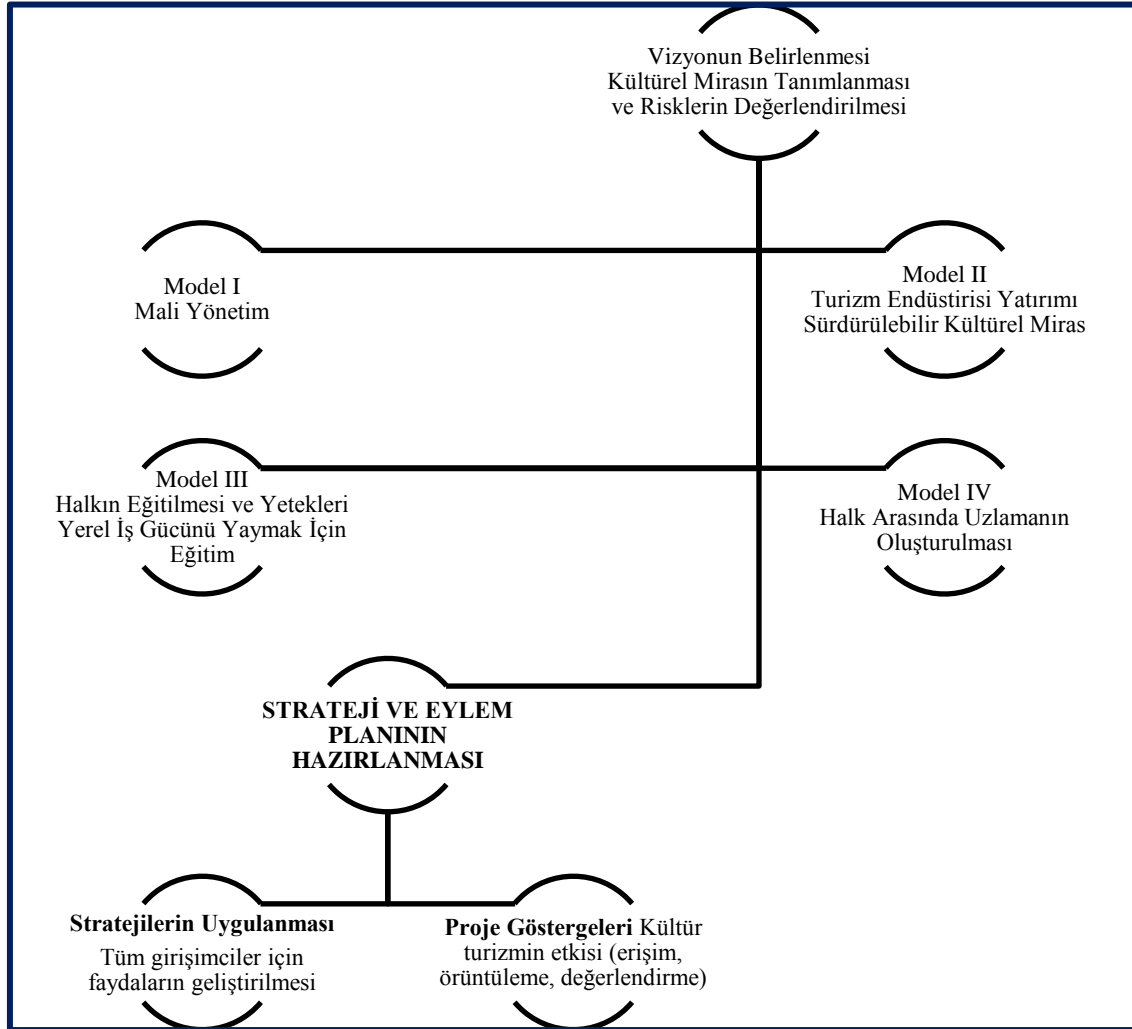 Vizyonun Belirlenmesi
Kültürel Mirasın Tanımlanması
ve Risklerin Değerlendirilmesi
Model I
Mali Yönetim
Model II
Turizm Endüstirisi Yatırımı
Sürdürülebilir Kültürel Miras
Model III
Halkın Eğitilmesi ve Yetekleri
Yerel İş Gücünü Yaymak İçin
Eğitim
Model IV
Halk Arasında Uzlamanın
Oluşturulması
STRATEJİ VE EYLEM
PLANININ
HAZIRLANMASI
Stratejilerin Uygulanması
Tüm girişimciler için
faydaların geliştirilmesi
Proje Göstergeleri Kültür
turizmin etkisi (erişim,
örüntüleme, değerlendirme)